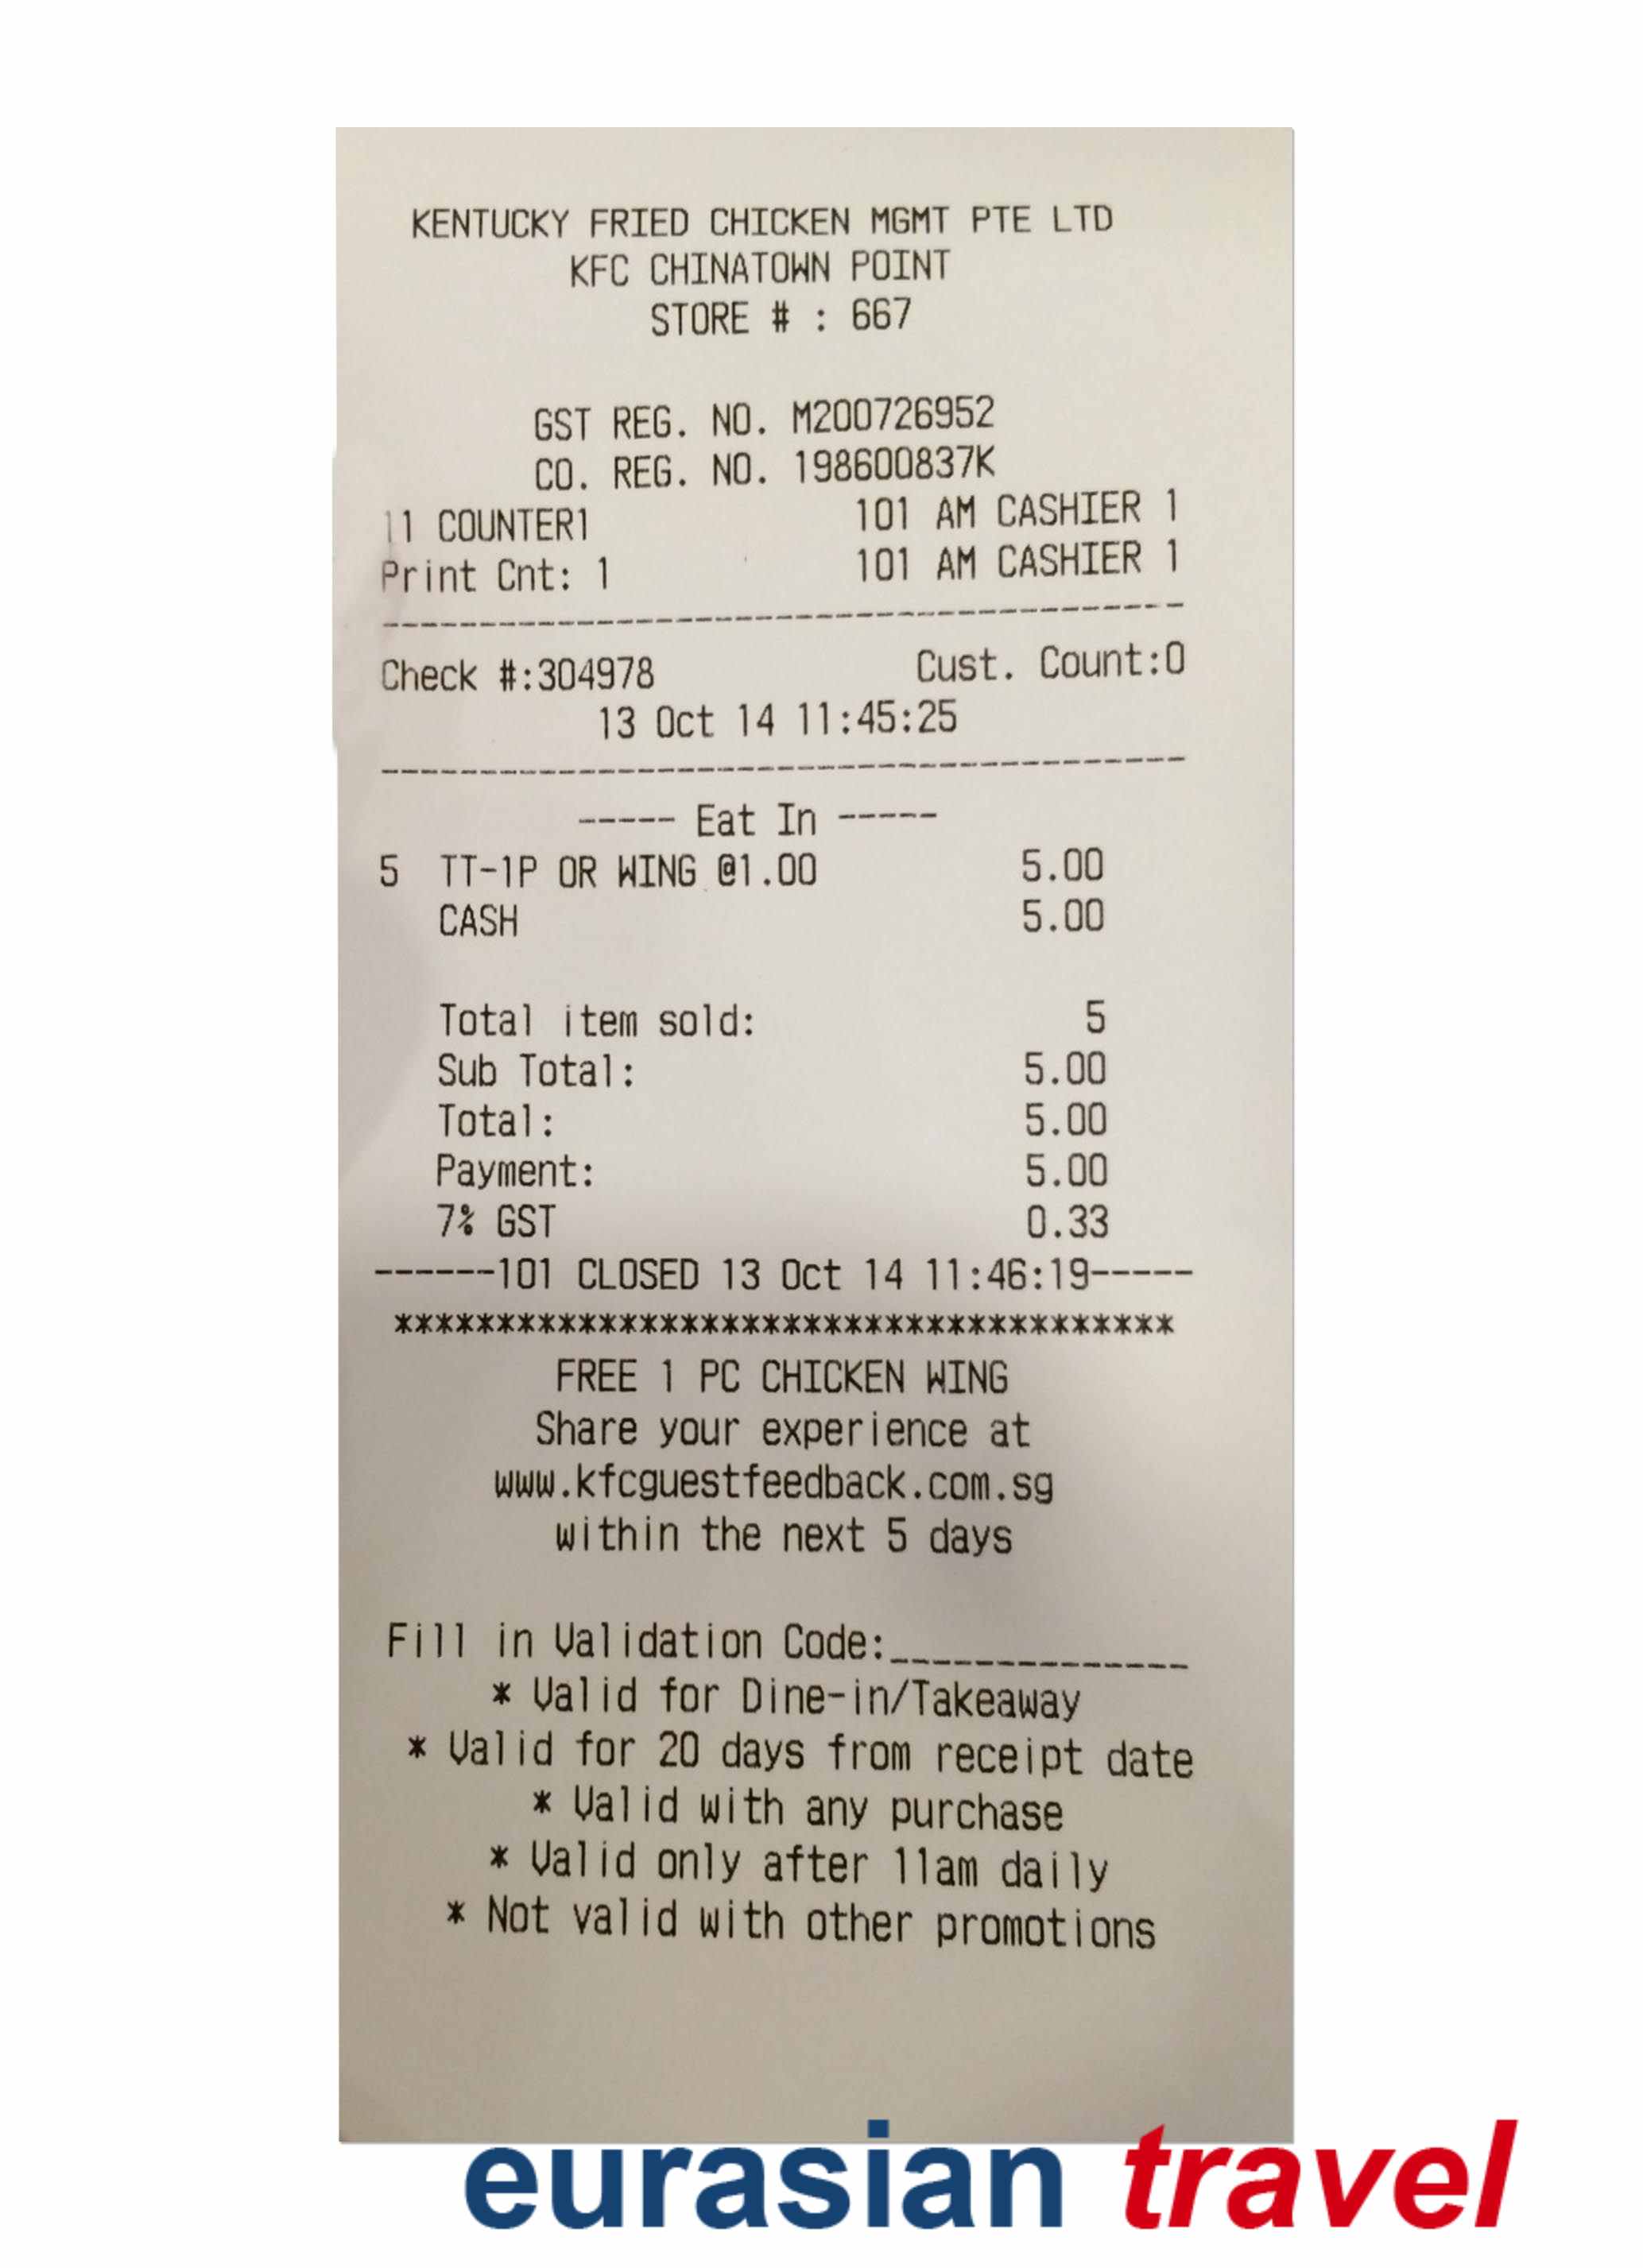 KENTUCKY FRIED CHICKEN MGMT PTE LTD
KFC CHINATOWN POINT
STORE # : 667
GST REG. NO. M200726952
CO. REG. NO. 198600837K
11 COUNTER1 101 AM CASHIER 1
Print Cnt: 1 101 AM CASHIER 1
----------------------------------------
Check #:304978 Cust. Count:0
13 Oct 14 11:45:25
----------------------------------------
----- Eat In -----
5 TT-1P OR WING @1.00 5.00
CASH 5.00
Total item sold: 5
Sub Total: 5.00
Total: 5.00
Payment: 5.00
7% GST 0.33
------101 CLOSED 13 Oct 14 11:46:19-----
**************************************
FREE 1 PC CHICKEN WING
Share your experience at
www.kfcguestfeedback.com.sg
within the next 5 days
Fill in Validation Code:_______________
* Valid for Dine-in/Takeaway
* Valid for 20 days from receipt date
* Valid with any purchase
* Valid only after 11am daily
* Not valid with other promotions
eurasian travel